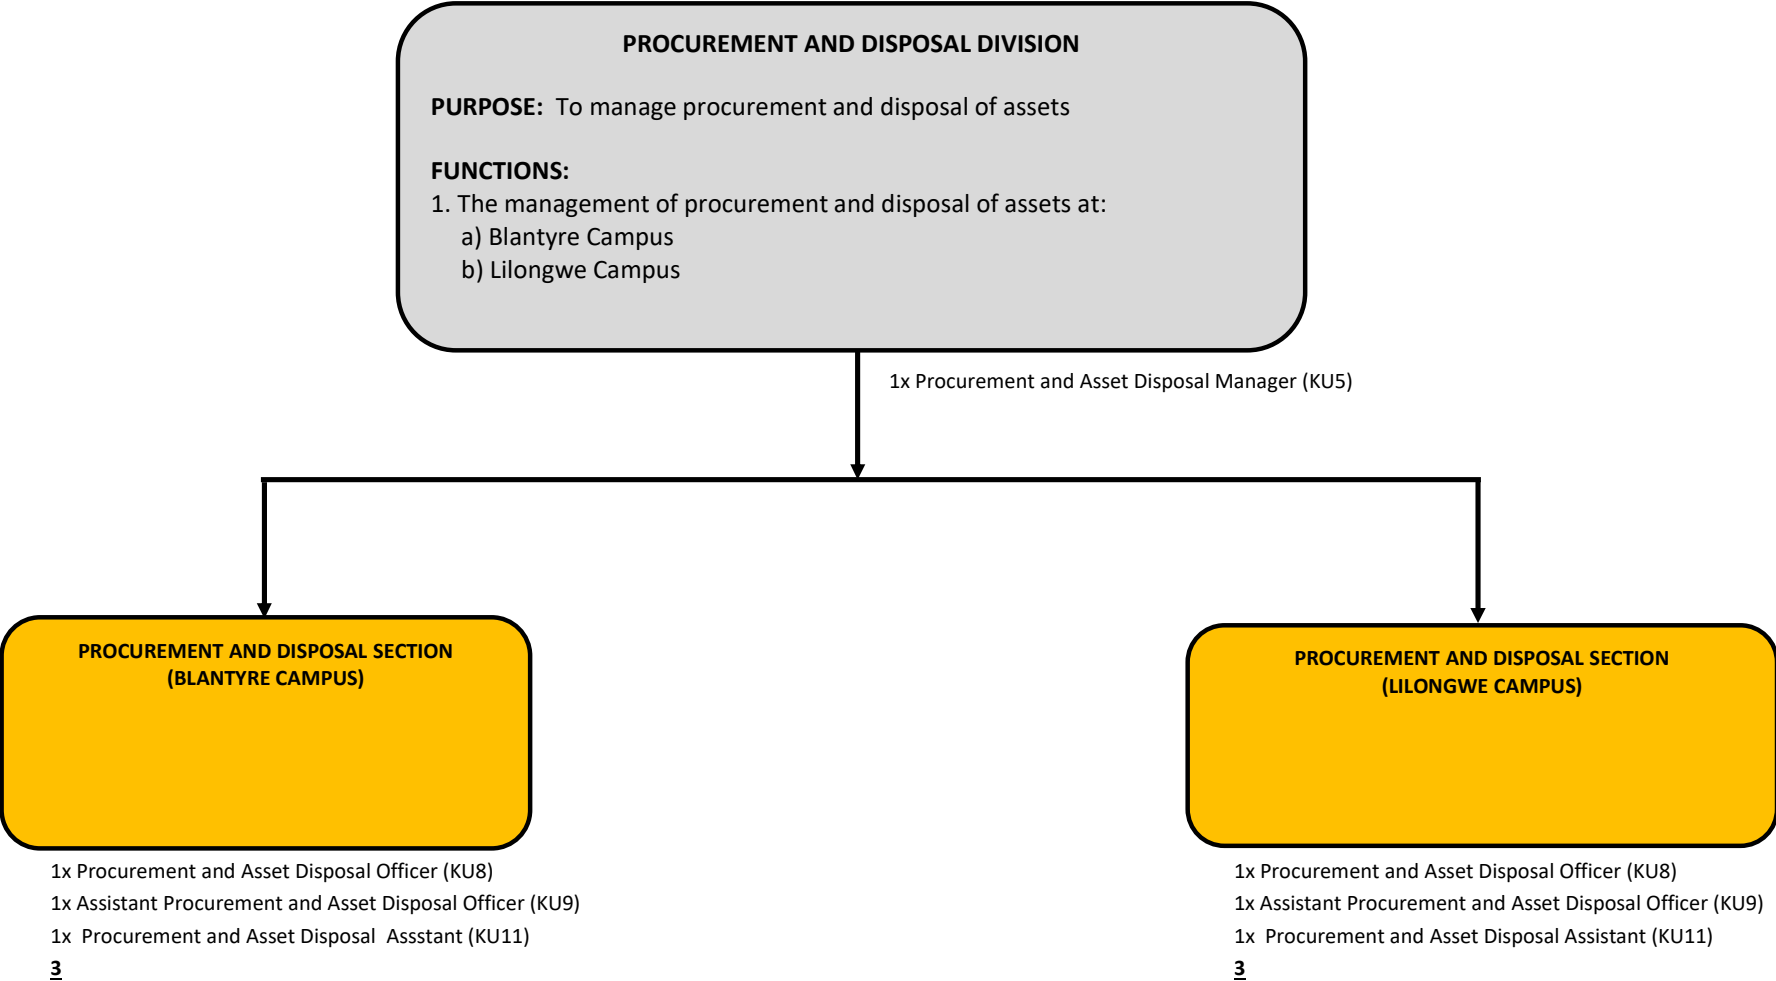 PROCUREMENT AND DISPOSAL DIVISION
PURPOSE: To manage procurement and disposal of assets
FUNCTIONS:
1. The management of procurement and disposal of assets at:
a) Blantyre Campus
b) Lilongwe Campus
1x Procurement and Asset Disposal Manager (KU5)
PROCUREMENT AND DISPOSAL SECTION
(BLANTYRE CAMPUS)
1x Procurement and Asset Disposal Officer (KU8)
1x Assistant Procurement and Asset Disposal Officer (KU9)
1x Procurement and Asset Disposal Assstant (KU11)
3
PROCUREMENT AND DISPOSAL SECTION
(LILONGWE CAMPUS)
1x Procurement and Asset Disposal Officer (KU8)
1x Assistant Procurement and Asset Disposal Officer (KU9)
1x Procurement and Asset Disposal Assistant (KU11)
3